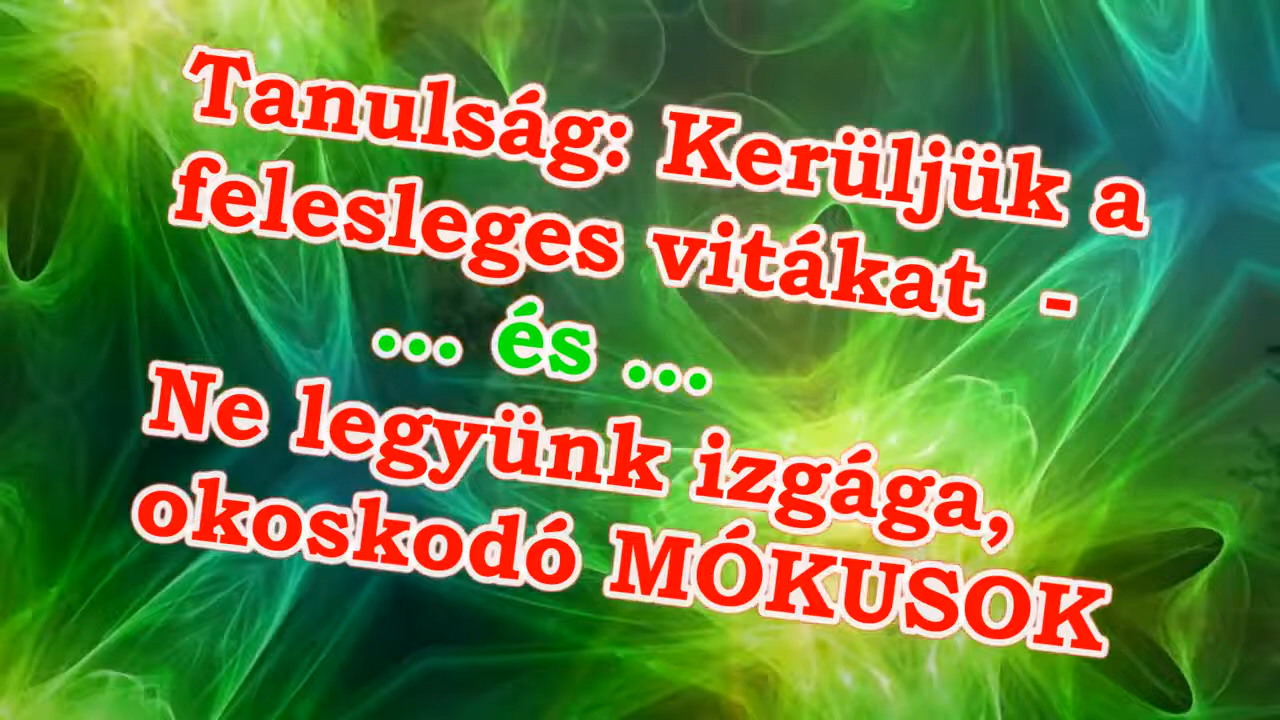 Tanulság: Kerüljük a
felesleges vitákat -
... és ...
Ne legyünk izgága,
okoskodó MÓKUSOK